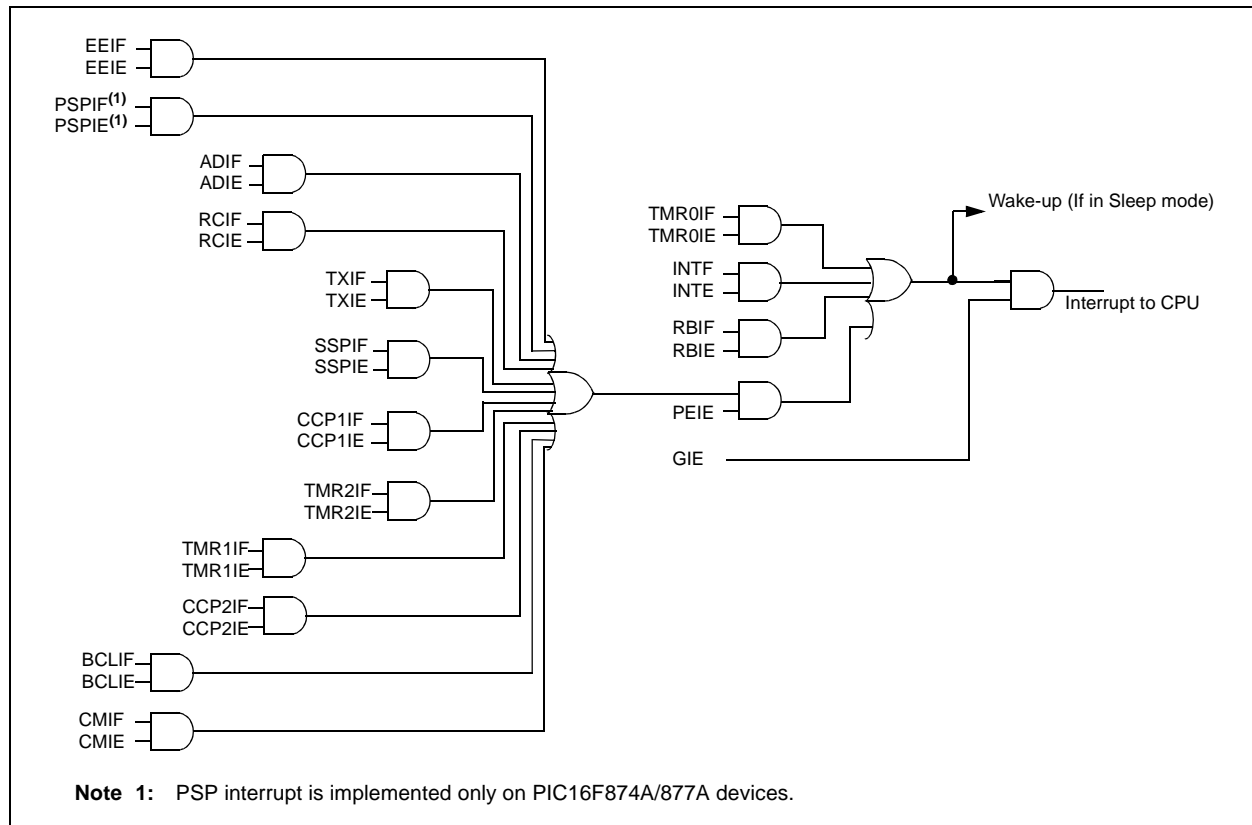 EEIF
EEIE
PSPIF(1)
PSPIE(1)
ADIF
ADIE
RCIF
RCIE
TXIF
TXIE
SSPIF
SSPIE
CCP1IF
CCP1IE
TMR2IF
TMR2IE
TMR1IF
TMR1IE
CCP2IF
CCP2IE
BCLIF
BCLIE
CMIF
CMIE
TMR0IF
TMR0IE
INTF
INTE
RBIF
RBIE
PEIE
GIE
Wake-up (If in Sleep mode)
Interrupt to CPU
Note 1: PSP interrupt is implemented only on PIC16F874A/877A devices.